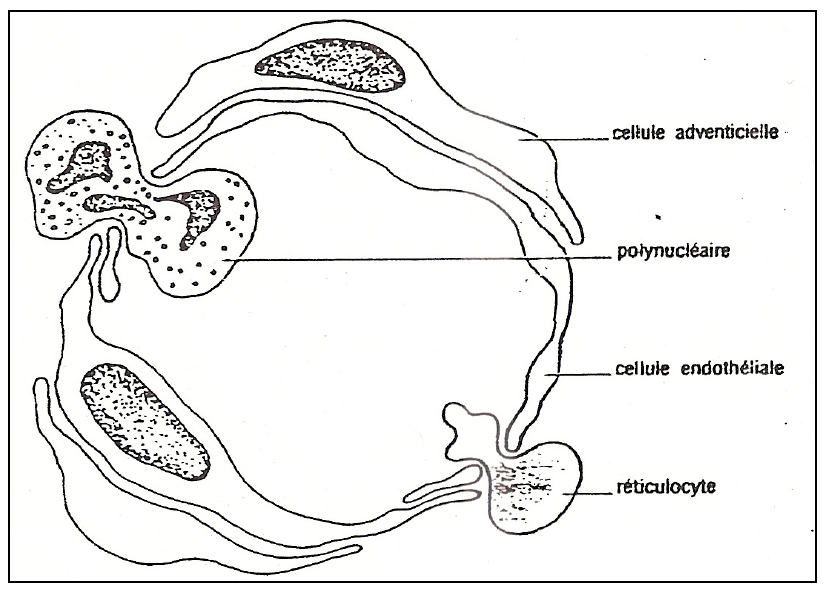 cellule adventicielle
polynucléaire
cellule endothéliale
réticulocyte